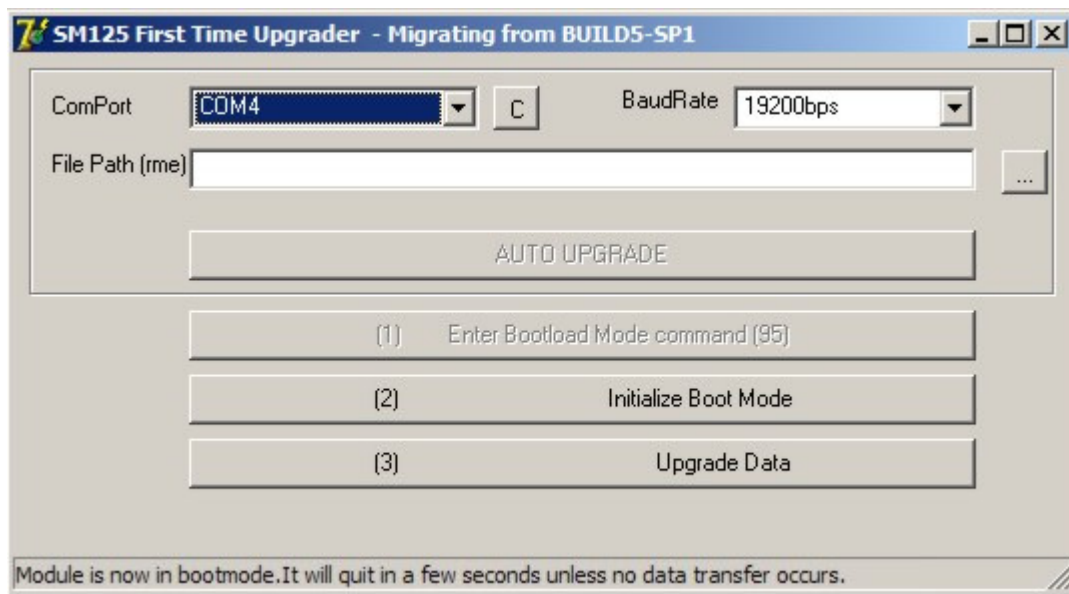 SM125 First Time Upgrader - Migrating from BUILD5-SP1
ComPort COM4 C BaudRate 19200bps
File Path (rme) ...
AUTO UPGRADE
(1) Enter Bootload Mode command (95)
(2) Initialize Boot Mode
(3) Upgrade Data
Module is now in bootmode.It will quit in a few seconds unless no data transfer occurs.